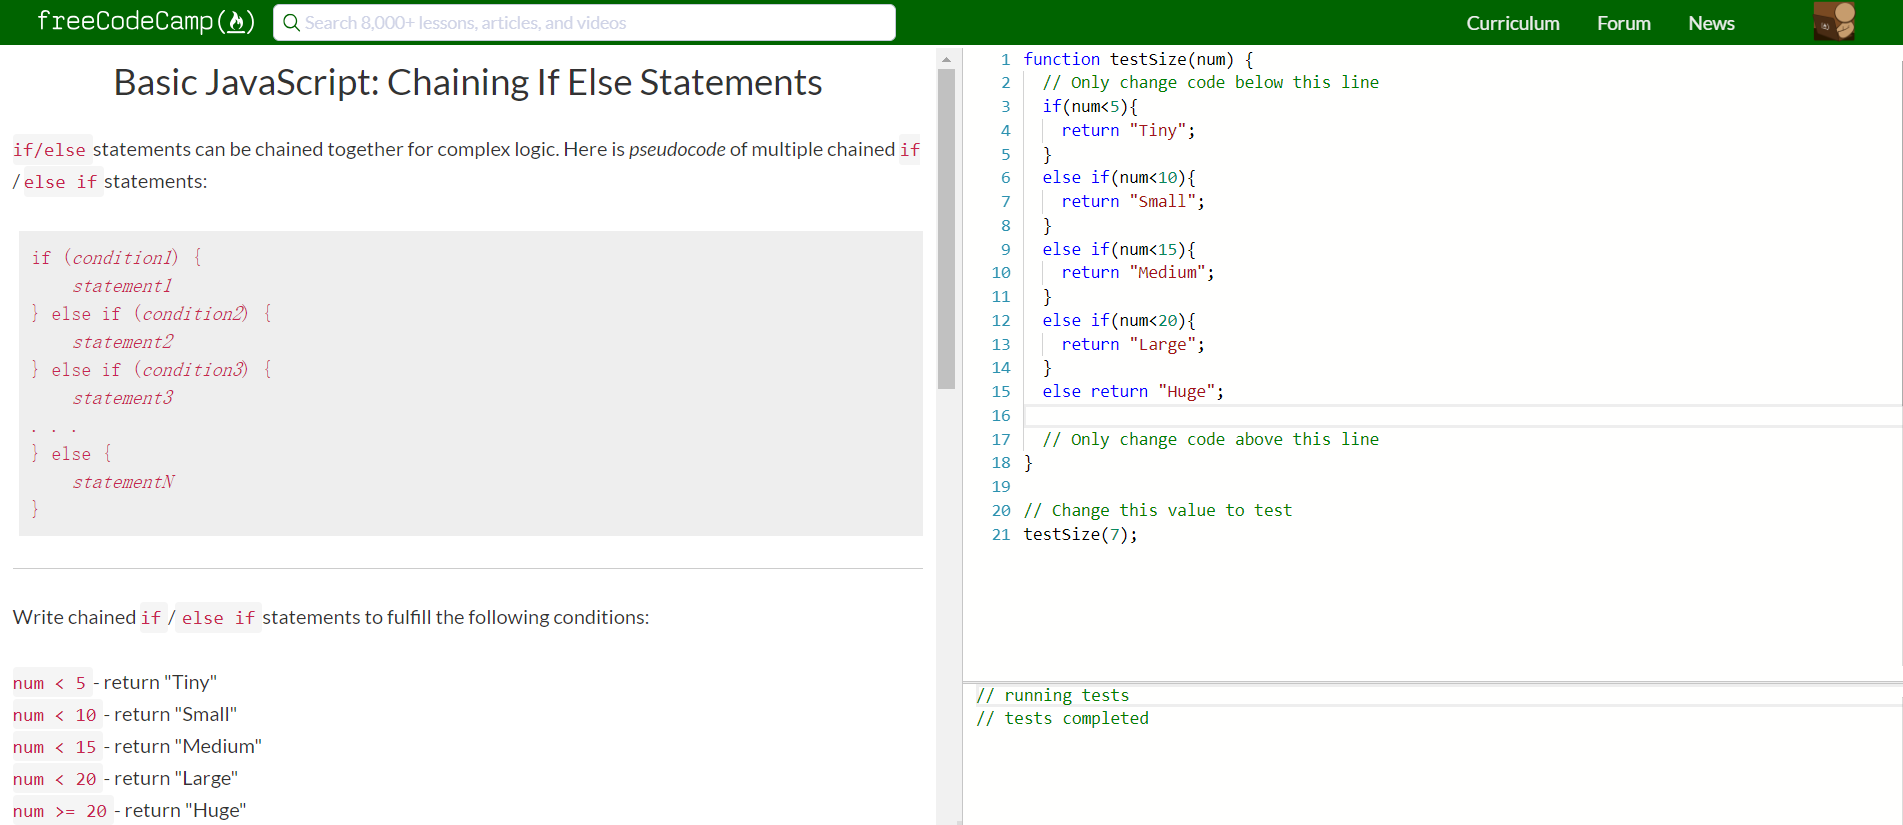 freeCodeCamp
Search 8,000+ lessons, articles, and videos
Curriculum
Forum
News
Basic JavaScript: Chaining If Else Statements
if/else statements can be chained together for complex logic. Here is pseudocode of multiple chained if
/ else if statements:
if (condition1) {
    statement1
} else if (condition2) {
    statement2
} else if (condition3) {
    statement3
. . .
} else {
    statementN
}
Write chained if / else if statements to fulfill the following conditions:
num < 5 - return "Tiny"
num < 10 - return "Small"
num < 15 - return "Medium"
num < 20 - return "Large"
num >= 20 - return "Huge"
1 function testSize(num) {
2   // Only change code below this line
3   if(num<5){
4     return "Tiny";
5   }
6   else if(num<10){
7     return "Small";
8   }
9   else if(num<15){
10     return "Medium";
11   }
12   else if(num<20){
13     return "Large";
14   }
15   else return "Huge";
16
17   // Only change code above this line
18 }
19
20 // Change this value to test
21 testSize(7);
// running tests
// tests completed